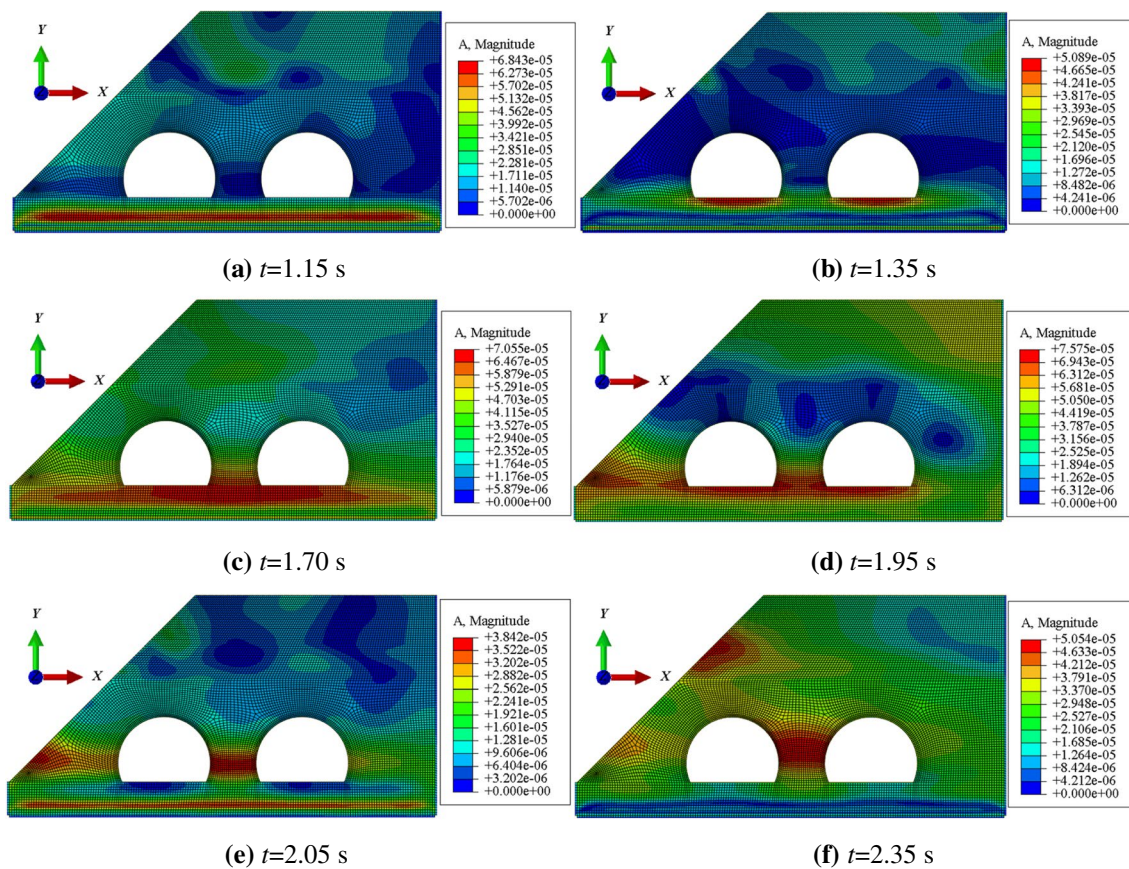 Y
X
A, Magnitude
+6.843e-05
+6.273e-05
+5.702e-05
+5.132e-05
+4.562e-05
+3.992e-05
+3.421e-05
+2.851e-05
+2.281e-05
+1.711e-05
+1.140e-05
+5.702e-06
+0.000e+00
(a) t=1.15 s
Y
X
A, Magnitude
+5.089e-05
+4.665e-05
+4.241e-05
+3.817e-05
+3.393e-05
+2.969e-05
+2.545e-05
+2.120e-05
+1.696e-05
+1.272e-05
+8.482e-06
+4.241e-06
+0.000e+00
(b) t=1.35 s
Y
X
A, Magnitude
+7.055e-05
+6.467e-05
+5.879e-05
+5.291e-05
+4.703e-05
+4.115e-05
+3.527e-05
+2.940e-05
+2.352e-05
+1.764e-05
+1.176e-05
+5.879e-06
+0.000e+00
(c) t=1.70 s
Y
X
A, Magnitude
+7.575e-05
+6.943e-05
+6.312e-05
+5.681e-05
+5.050e-05
+4.419e-05
+3.787e-05
+3.156e-05
+2.525e-05
+1.894e-05
+1.262e-05
+6.312e-06
+0.000e+00
(d) t=1.95 s
Y
X
A, Magnitude
+3.842e-05
+3.522e-05
+3.202e-05
+2.882e-05
+2.562e-05
+2.241e-05
+1.921e-05
+1.601e-05
+1.281e-05
+9.606e-06
+6.404e-06
+3.202e-06
+0.000e+00
(e) t=2.05 s
Y
X
A, Magnitude
+5.054e-05
+4.633e-05
+4.212e-05
+3.791e-05
+3.370e-05
+2.948e-05
+2.527e-05
+2.106e-05
+1.685e-05
+1.264e-05
+8.424e-06
+4.212e-06
+0.000e+00
(f) t=2.35 s